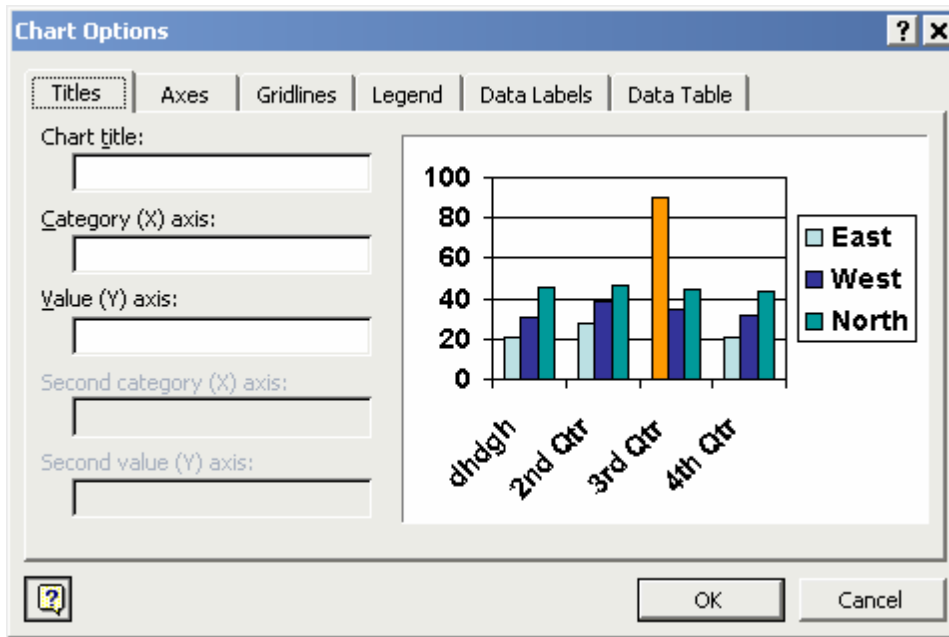 Chart Options
Titles Axes Gridlines Legend Data Labels Data Table
Chart title:
Category (X) axis:
Value (Y) axis:
Second category (X) axis:
Second value (Y) axis:
100
80
60
40
20
0
dhdgh 2nd Qtr 3rd Qtr 4th Qtr
East
West
North
OK Cancel